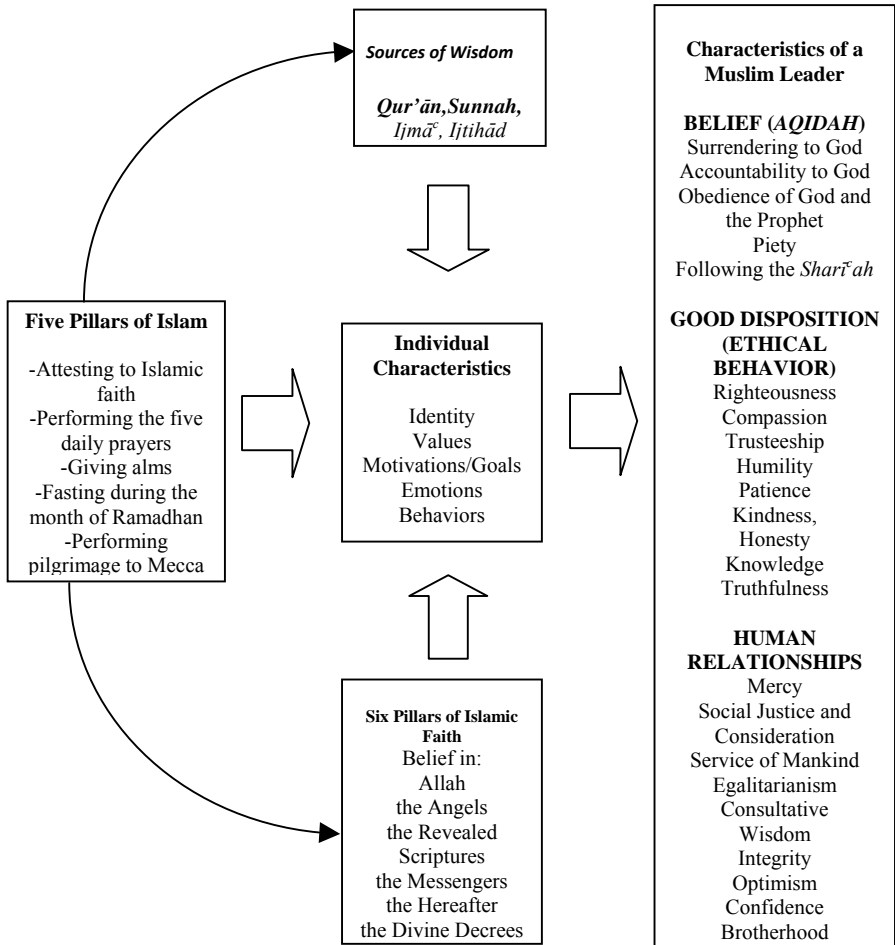 Sources of Wisdom
Qur’ān,Sunnah,
Ijmāᶜ, Ijtihād
Five Pillars of Islam
-Attesting to Islamic
faith
-Performing the five
daily prayers
-Giving alms
-Fasting during the
month of Ramadhan
-Performing
pilgrimage to Mecca
Individual
Characteristics
Identity
Values
Motivations/Goals
Emotions
Behaviors
Six Pillars of Islamic
Faith
Belief in:
Allah
the Angels
the Revealed
Scriptures
the Messengers
the Hereafter
the Divine Decrees
Characteristics of a
Muslim Leader
BELIEF (AQIDAH)
Surrendering to God
Accountability to God
Obedience of God and
the Prophet
Piety
Following the Sharīᶜah
GOOD DISPOSITION
(ETHICAL
BEHAVIOR)
Righteousness
Compassion
Trusteeship
Humility
Patience
Kindness,
Honesty
Knowledge
Truthfulness
HUMAN
RELATIONSHIPS
Mercy
Social Justice and
Consideration
Service of Mankind
Egalitarianism
Consultative
Wisdom
Integrity
Optimism
Confidence
Brotherhood